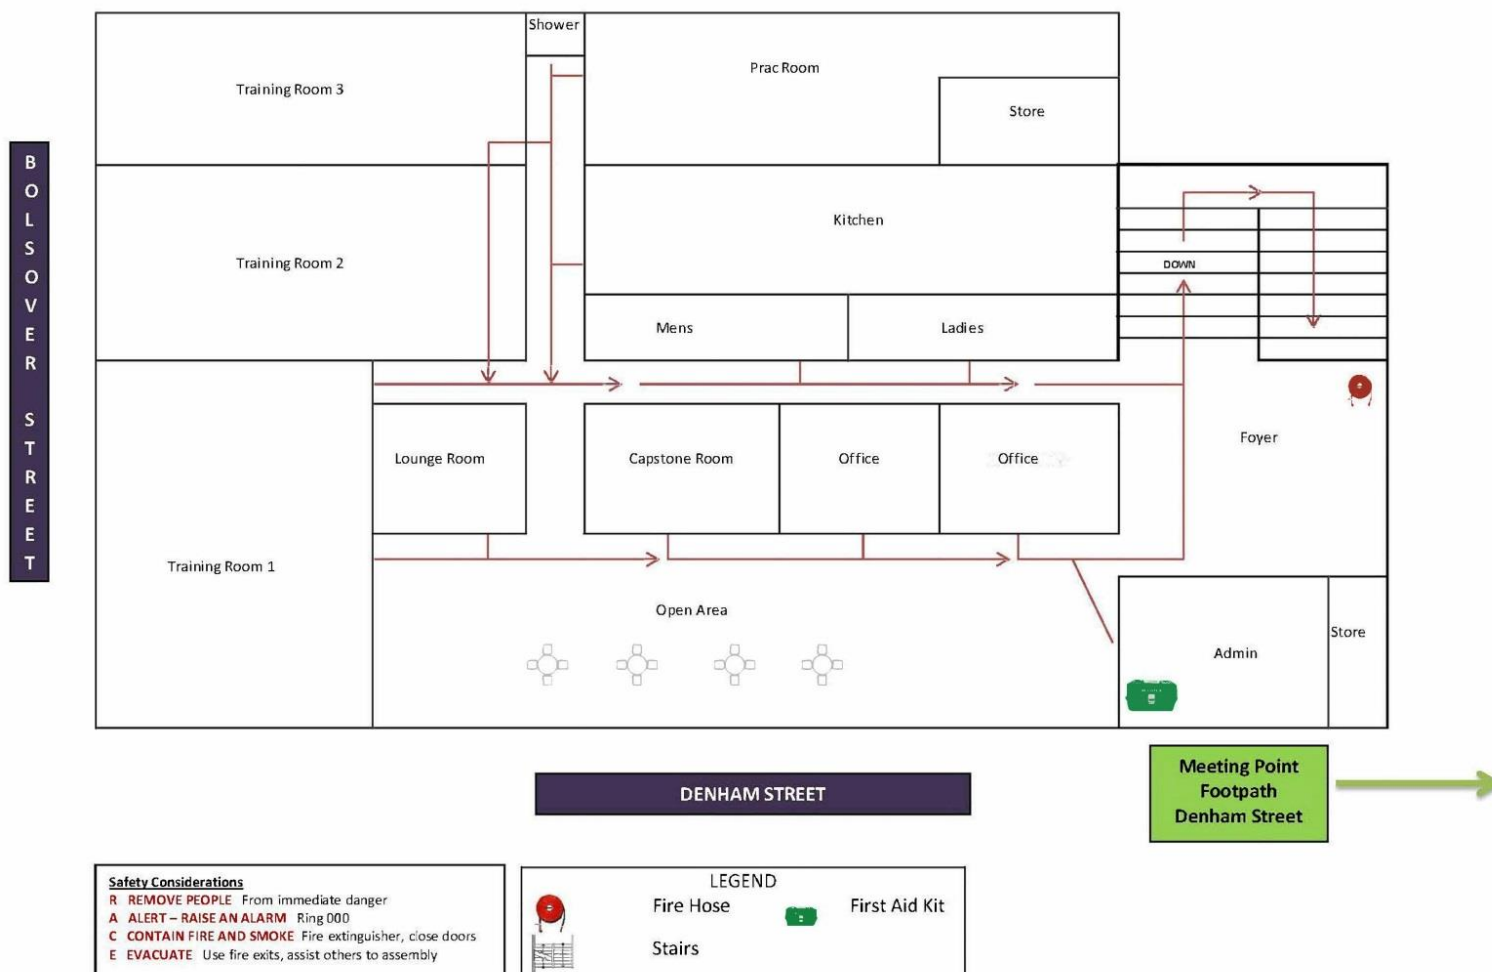 Shower
Prac Room
Training Room 3
Store
BOLSOVER STREET
Kitchen
Training Room 2
DOWN
Mens
Ladies
Foyer
Lounge Room
Capstone Room
Office
Office
Training Room 1
Open Area
Store
Admin
Meeting Point
Footpath
Denham Street
DENHAM STREET
Safety Considerations
R REMOVE PEOPLE From immediate danger
A ALERT – RAISE AN ALARM Ring 000
C CONTAIN FIRE AND SMOKE Fire extinguisher, close doors
E EVACUATE Use fire exits, assist others to assembly
LEGEND
Fire Hose
First Aid Kit
Stairs